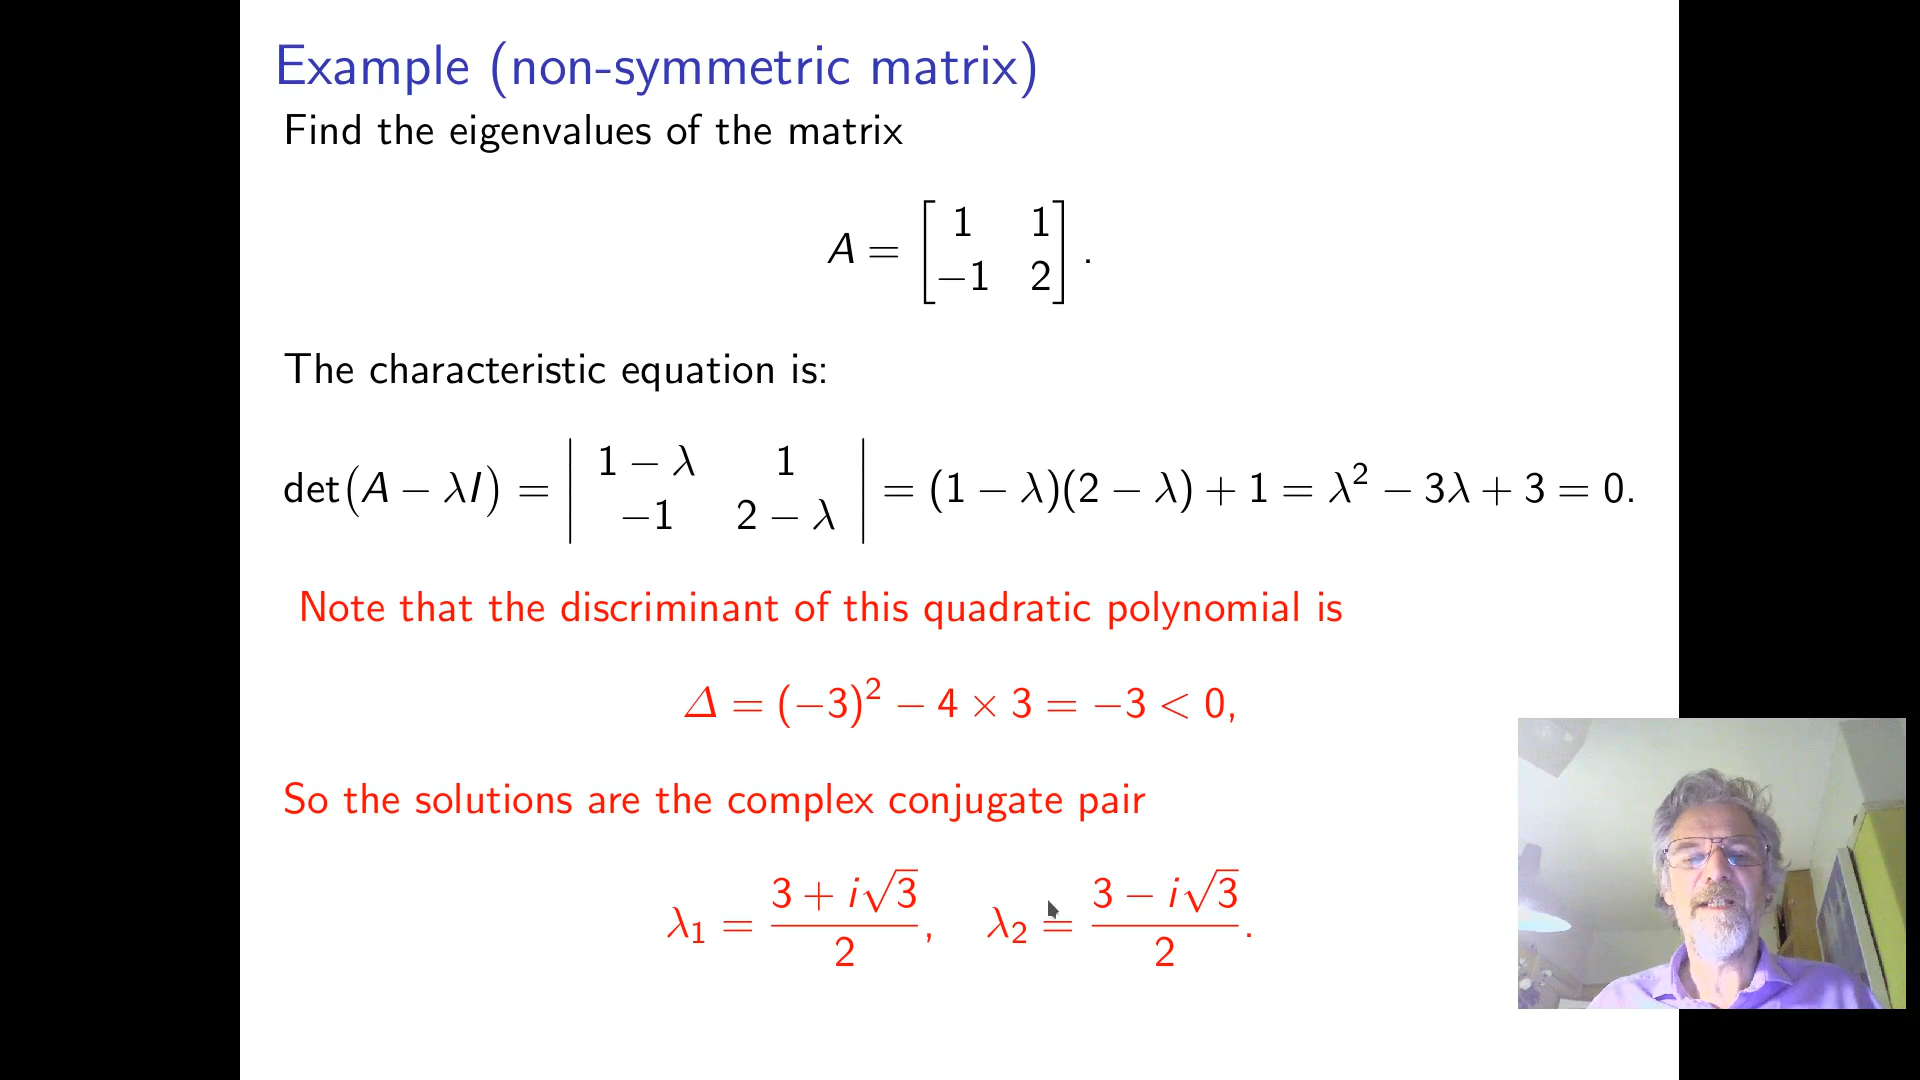 Example (non-symmetric matrix)
Find the eigenvalues of the matrix
A = [ 1 1
−1 2 ] .
The characteristic equation is:
det(A − λI) = | 1 − λ 1
−1 2 − λ | = (1 − λ)(2 − λ) + 1 = λ² − 3λ + 3 = 0.
Note that the discriminant of this quadratic polynomial is
Δ = (−3)² − 4 × 3 = −3 < 0,
So the solutions are the complex conjugate pair
λ₁ = (3 + i√3)/2, λ₂ = (3 − i√3)/2.